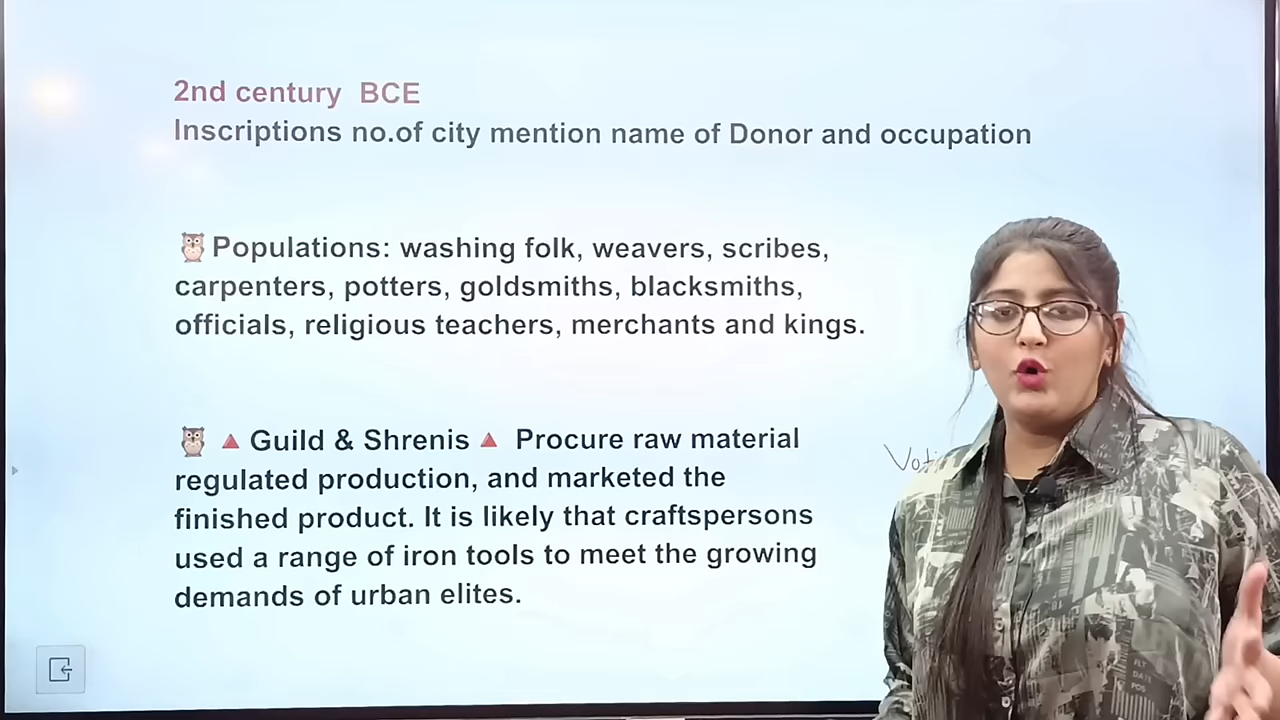 2nd century BCE
Inscriptions no.of city mention name of Donor and occupation
🦉Populations: washing folk, weavers, scribes,
carpenters, potters, goldsmiths, blacksmiths,
officials, religious teachers, merchants and kings.
🦉 🔺Guild & Shrenis🔺 Procure raw material
regulated production, and marketed the
finished product. It is likely that craftspersons
used a range of iron tools to meet the growing
demands of urban elites.